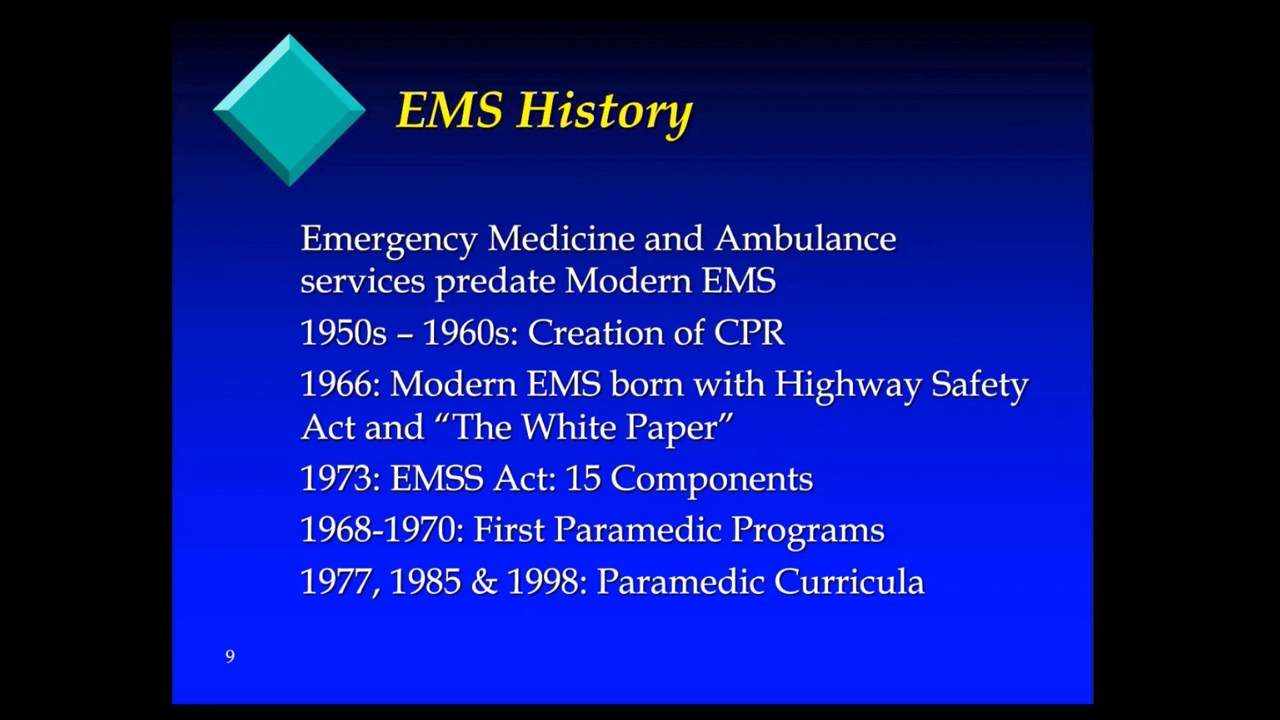 EMS History
Emergency Medicine and Ambulance
services predate Modern EMS
1950s – 1960s: Creation of CPR
1966: Modern EMS born with Highway Safety
Act and “The White Paper”
1973: EMSS Act: 15 Components
1968-1970: First Paramedic Programs
1977, 1985 & 1998: Paramedic Curricula
9